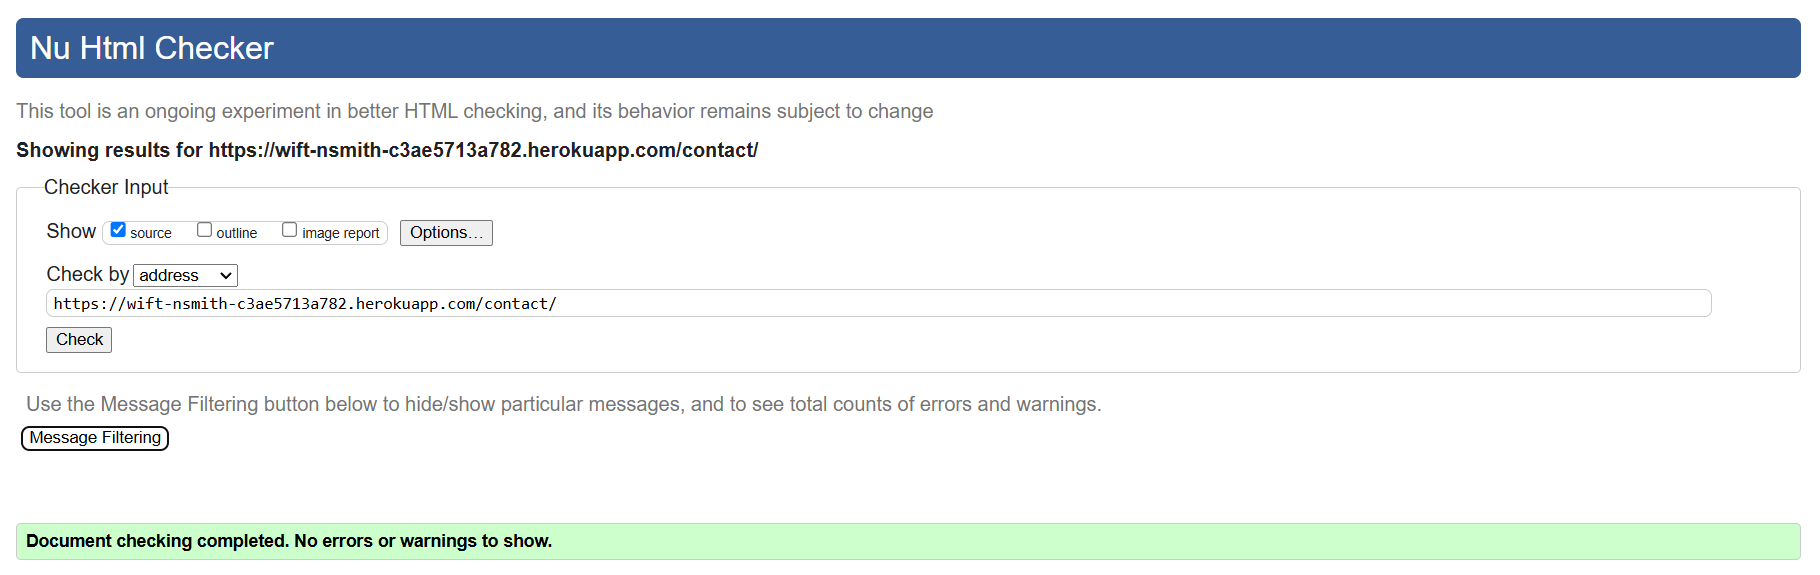 Nu Html Checker
This tool is an ongoing experiment in better HTML checking, and its behavior remains subject to change
Showing results for https://wift-nsmith-c3ae5713a782.herokuapp.com/contact/
Checker Input
Show source outline image report Options...
Check by address
https://wift-nsmith-c3ae5713a782.herokuapp.com/contact/
Check
Use the Message Filtering button below to hide/show particular messages, and to see total counts of errors and warnings.
Message Filtering
Document checking completed. No errors or warnings to show.